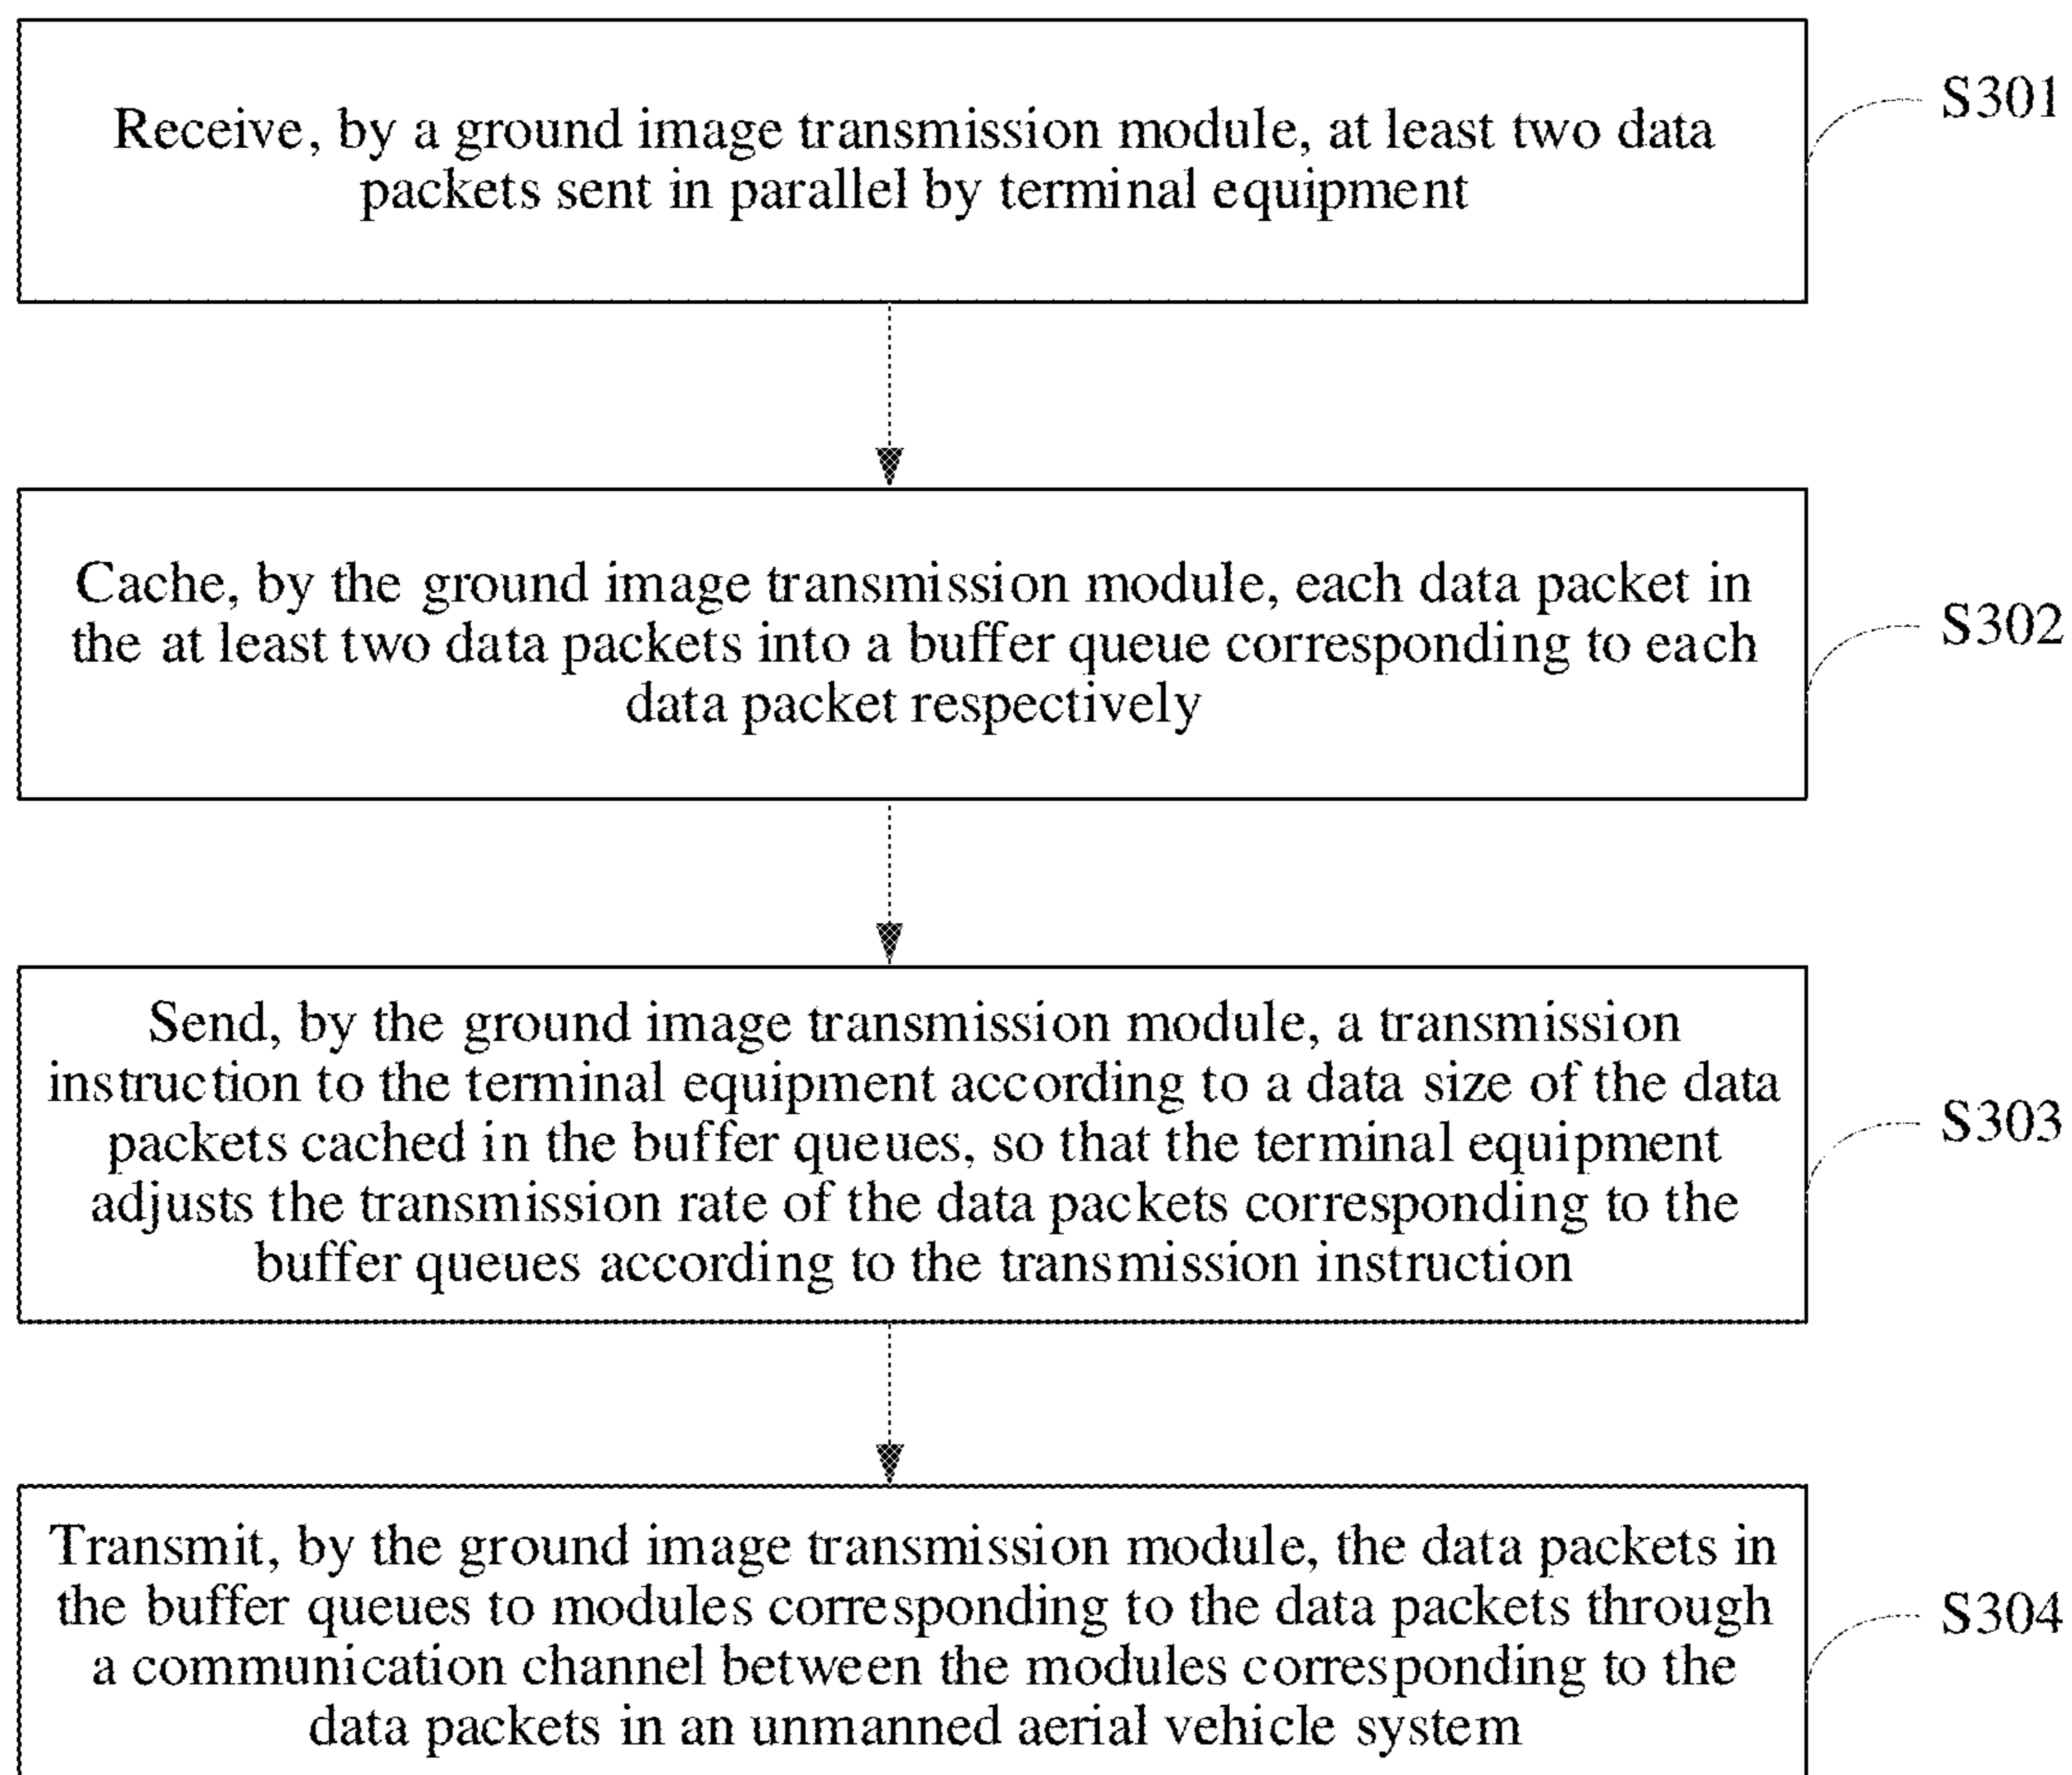 Receive, by a ground image transmission module, at least two data
packets sent in parallel by terminal equipment
S301
Cache, by the ground image transmission module, each data packet in
the at least two data packets into a buffer queue corresponding to each
data packet respectively
S302
Send, by the ground image transmission module, a transmission
instruction to the terminal equipment according to a data size of the data
packets cached in the buffer queues, so that the terminal equipment
adjusts the transmission rate of the data packets corresponding to the
buffer queues according to the transmission instruction
S303
Transmit, by the ground image transmission module, the data packets in
the buffer queues to modules corresponding to the data packets through
a communication channel between the modules corresponding to the
data packets in an unmanned aerial vehicle system
S304